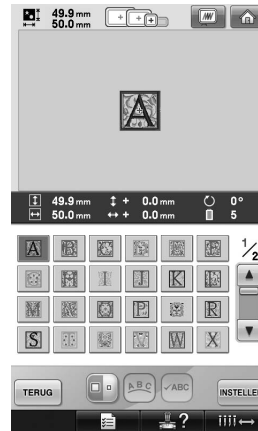 49.9 mm
50.0 mm
A
49.9 mm 0.0 mm 0°
50.0 mm 0.0 mm 5
A B
1/2
J K
P R
S V W X
TERUG ABC ABC INSTELLE
?